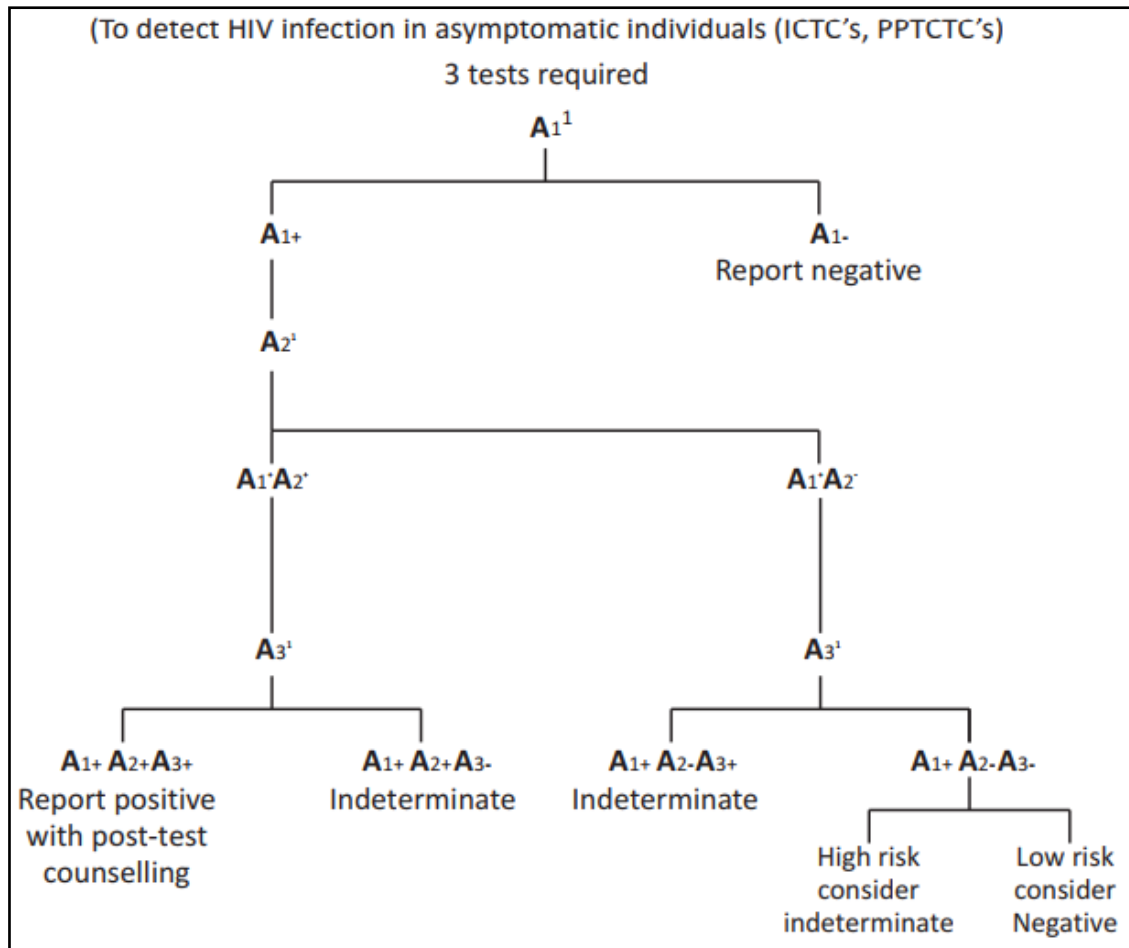 (To detect HIV infection in asymptomatic individuals (ICTC’s, PPTCTC’s)
3 tests required
A1¹
A1+
A1-
Report negative
A2¹
A1⁺A2⁺
A1⁺A2⁻
A3¹
A3¹
A1+ A2+A3+
Report positive
with post-test
counselling
A1+ A2+A3-
Indeterminate
A1+ A2-A3+
Indeterminate
A1+ A2-A3-
High risk
consider
indeterminate
Low risk
consider
Negative